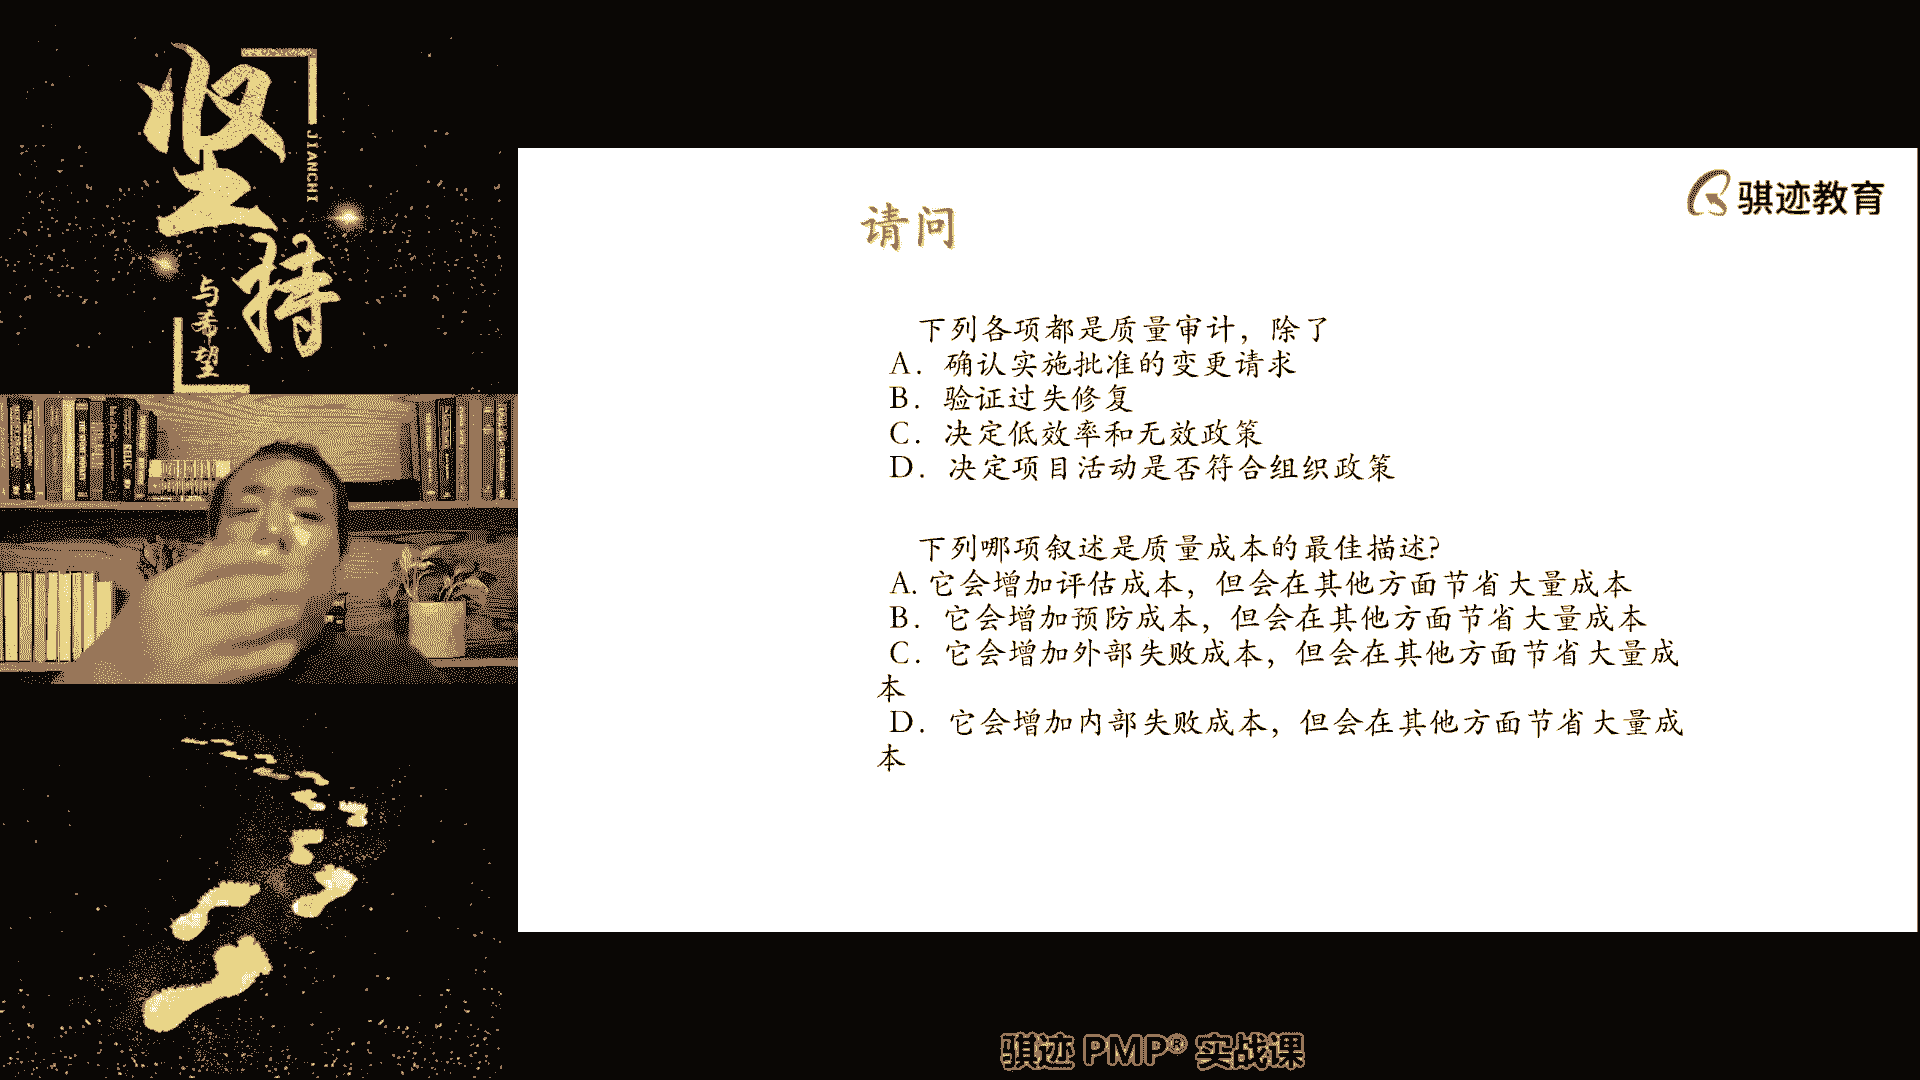 坚持
JIANCHI
与希望
骐迹教育
请问
下列各项都是质量审计，除了
A. 确认实施批准的变更请求
B. 验证过失修复
C. 决定低效率和无效政策
D. 决定项目活动是否符合组织政策
下列哪项叙述是质量成本的最佳描述?
A. 它会增加评估成本，但会在其他方面节省大量成本
B. 它会增加预防成本，但会在其他方面节省大量成本
C. 它会增加外部失败成本，但会在其他方面节省大量成
本
D. 它会增加内部失败成本，但会在其他方面节省大量成
本
骐迹 PMP® 实战课